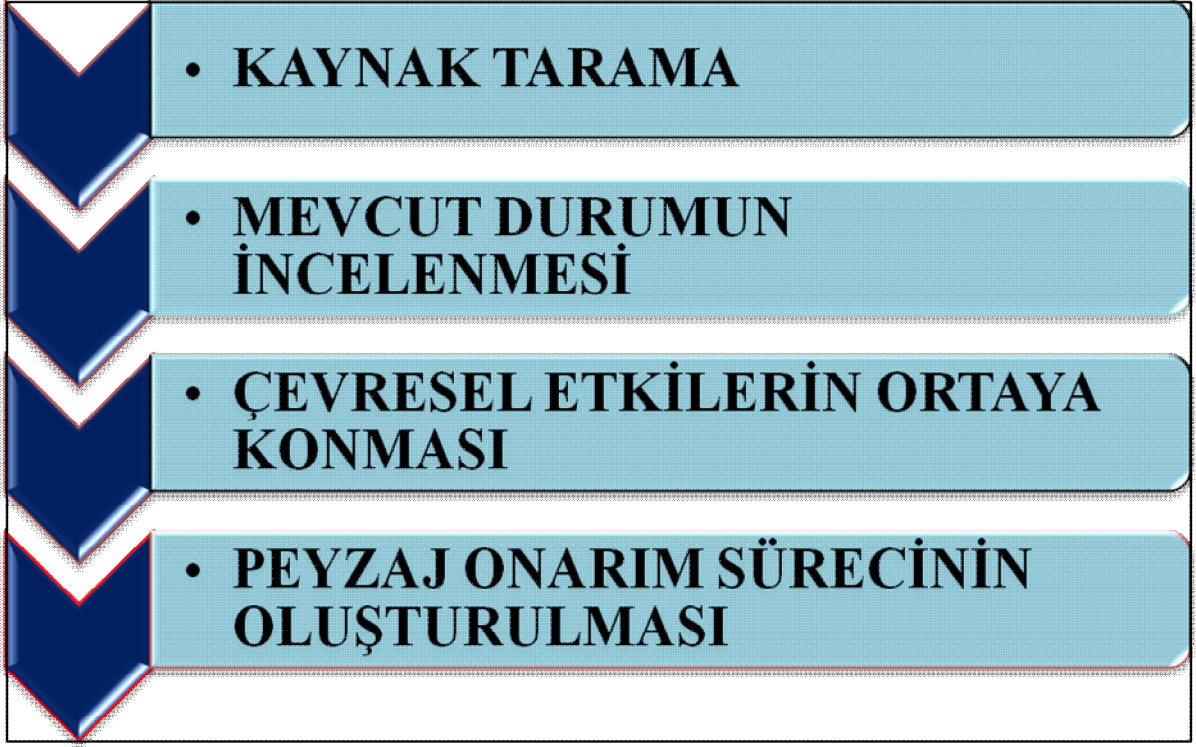 • KAYNAK TARAMA
• MEVCUT DURUMUN
İNCELENMESİ
• ÇEVRESEL ETKİLERİN ORTAYA
KONMASI
• PEYZAJ ONARIM SÜRECİNİN
OLUŞTURULMASI